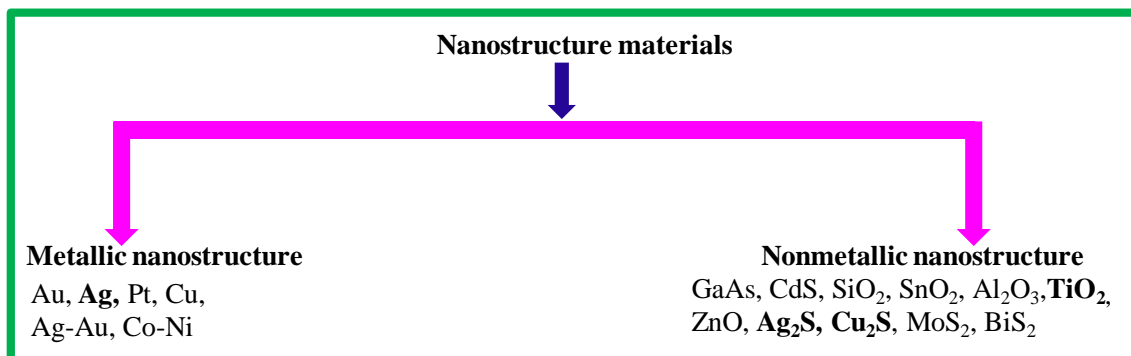 Nanostructure materials
Metallic nanostructure
Au, Ag, Pt, Cu,
Ag-Au, Co-Ni
Nonmetallic nanostructure
GaAs, CdS, SiO₂, SnO₂, Al₂O₃,TiO₂,
ZnO, Ag₂S, Cu₂S, MoS₂, BiS₂